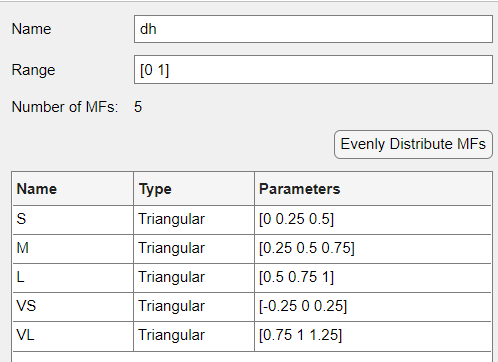 Name dh
Range [0 1]
Number of MFs: 5
Evenly Distribute MFs
Name Type Parameters
S Triangular [0 0.25 0.5]
M Triangular [0.25 0.5 0.75]
L Triangular [0.5 0.75 1]
VS Triangular [-0.25 0 0.25]
VL Triangular [0.75 1 1.25]